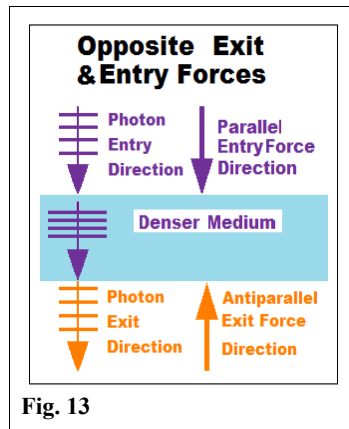 Opposite Exit
& Entry Forces
Photon
Entry
Direction
Parallel
Entry Force
Direction
Denser Medium
Photon
Exit
Direction
Antiparallel
Exit Force
Direction
Fig. 13